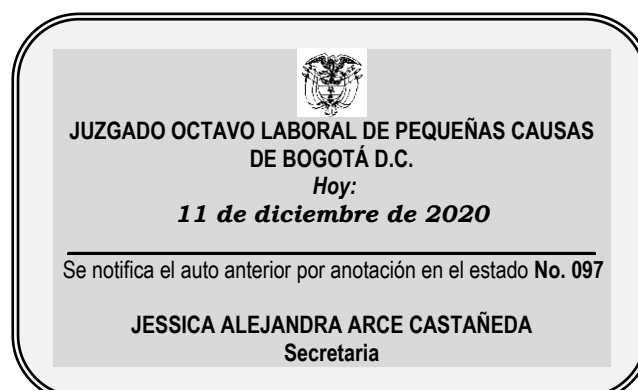 JUZGADO OCTAVO LABORAL DE PEQUEÑAS CAUSAS
DE BOGOTÁ D.C.
Hoy:
11 de diciembre de 2020
Se notifica el auto anterior por anotación en el estado No. 097
JESSICA ALEJANDRA ARCE CASTAÑEDA
Secretaria